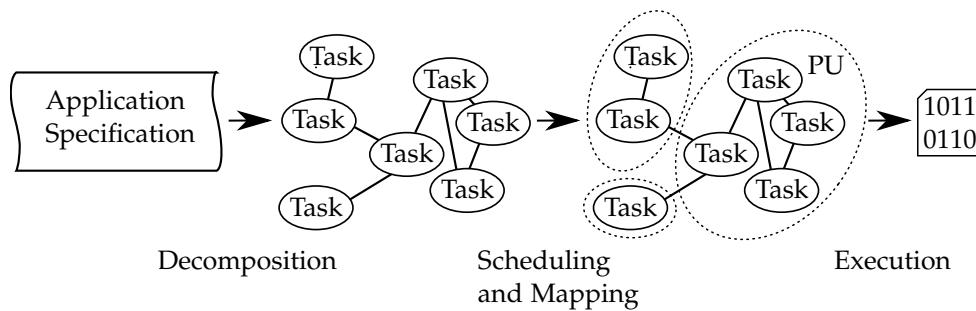 Application
Specification
Task
Task
Task
Task
Task
Task
Task
Task
Task
Task
Task
Task
Task
Task
PU
1011
0110
Decomposition
Scheduling
and Mapping
Execution